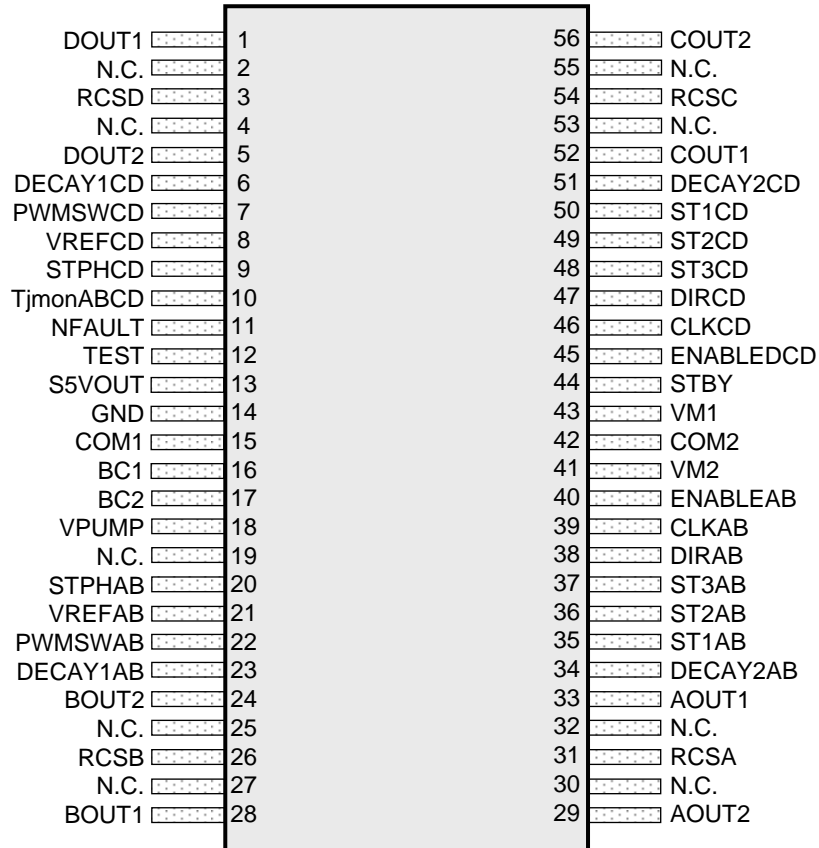 DOUT1 1 56 COUT2
N.C. 2 55 N.C.
RCSD 3 54 RCSC
N.C. 4 53 N.C.
DOUT2 5 52 COUT1
DECAY1CD 6 51 DECAY2CD
PWMSWCD 7 50 ST1CD
VREFCD 8 49 ST2CD
STPHCD 9 48 ST3CD
TjmonABCD 10 47 DIRCD
NFAULT 11 46 CLKCD
TEST 12 45 ENABLEDCD
S5VOUT 13 44 STBY
GND 14 43 VM1
COM1 15 42 COM2
BC1 16 41 VM2
BC2 17 40 ENABLEAB
VPUMP 18 39 CLKAB
N.C. 19 38 DIRAB
STPHAB 20 37 ST3AB
VREFAB 21 36 ST2AB
PWMSWAB 22 35 ST1AB
DECAY1AB 23 34 DECAY2AB
BOUT2 24 33 AOUT1
N.C. 25 32 N.C.
RCSB 26 31 RCSA
N.C. 27 30 N.C.
BOUT1 28 29 AOUT2